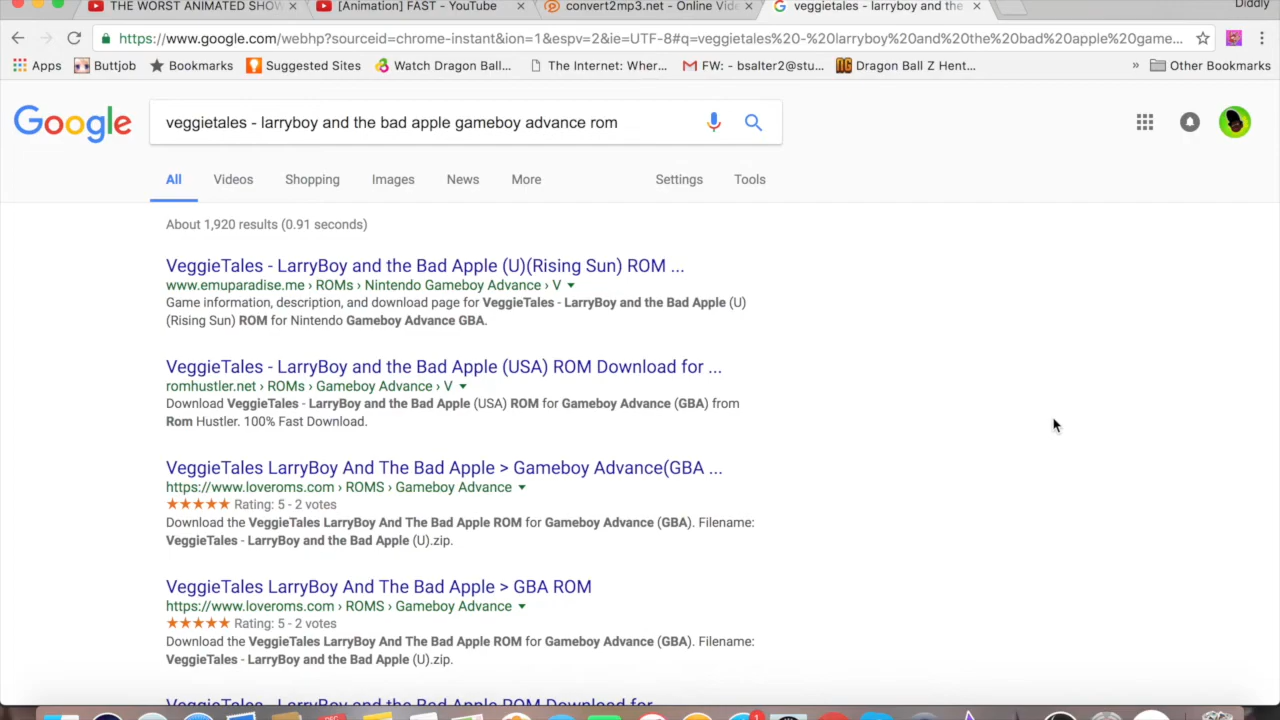 THE WORST ANIMATED SHOW
[Animation] FAST - YouTube
convert2mp3.net - Online Vide
veggietales - larryboy and the
Diddly
https://www.google.com/webhp?sourceid=chrome-instant&ion=1&espv=2&ie=UTF-8#q=veggietales%20-%20larryboy%20and%20the%20bad%20apple%20game...
Apps
Buttjob
Bookmarks
Suggested Sites
Watch Dragon Ball...
The Internet: Wher...
FW: - bsalter2@stu...
Dragon Ball Z Hent...
»
Other Bookmarks
Google
veggietales - larryboy and the bad apple gameboy advance rom
All Videos Shopping Images News More Settings Tools
About 1,920 results (0.91 seconds)
VeggieTales - LarryBoy and the Bad Apple (U)(Rising Sun) ROM ...
www.emuparadise.me › ROMs › Nintendo Gameboy Advance › V
Game information, description, and download page for VeggieTales - LarryBoy and the Bad Apple (U)
(Rising Sun) ROM for Nintendo Gameboy Advance GBA.
VeggieTales - LarryBoy and the Bad Apple (USA) ROM Download for ...
romhustler.net › ROMs › Gameboy Advance › V
Download VeggieTales - LarryBoy and the Bad Apple (USA) ROM for Gameboy Advance (GBA) from
Rom Hustler. 100% Fast Download.
VeggieTales LarryBoy And The Bad Apple > Gameboy Advance(GBA ...
https://www.loveroms.com › ROMS › Gameboy Advance
Rating: 5 - 2 votes
Download the VeggieTales LarryBoy And The Bad Apple ROM for Gameboy Advance (GBA). Filename:
VeggieTales - LarryBoy and the Bad Apple (U).zip.
VeggieTales LarryBoy And The Bad Apple > GBA ROM
https://www.loveroms.com › ROMS › Gameboy Advance
Rating: 5 - 2 votes
Download the VeggieTales LarryBoy And The Bad Apple ROM for Gameboy Advance (GBA). Filename:
VeggieTales - LarryBoy and the Bad Apple (U).zip.
VeggieTales - LarryBoy and the Bad Apple ROM Download for
DEC
1